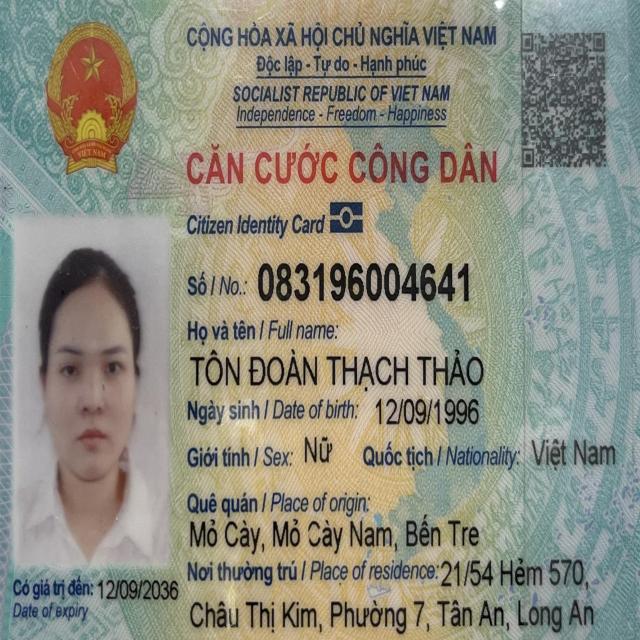 CỘNG HÒA XÃ HỘI CHỦ NGHĨA VIỆT NAM
Độc lập - Tự do - Hạnh phúc
SOCIALIST REPUBLIC OF VIET NAM
Independence - Freedom - Happiness
CĂN CƯỚC CÔNG DÂN
Citizen Identity Card
Số / No.: 083196004641
Họ và tên / Full name:
TÔN ĐOÀN THẠCH THẢO
Ngày sinh / Date of birth: 12/09/1996
Giới tính / Sex: Nữ Quốc tịch / Nationality: Việt Nam
Quê quán / Place of origin:
Mỏ Cày, Mỏ Cày Nam, Bến Tre
Nơi thường trú / Place of residence: 21/54 Hẻm 570,
Châu Thị Kim, Phường 7, Tân An, Long An
Có giá trị đến: 12/09/2036
Date of expiry
VIỆT NAM